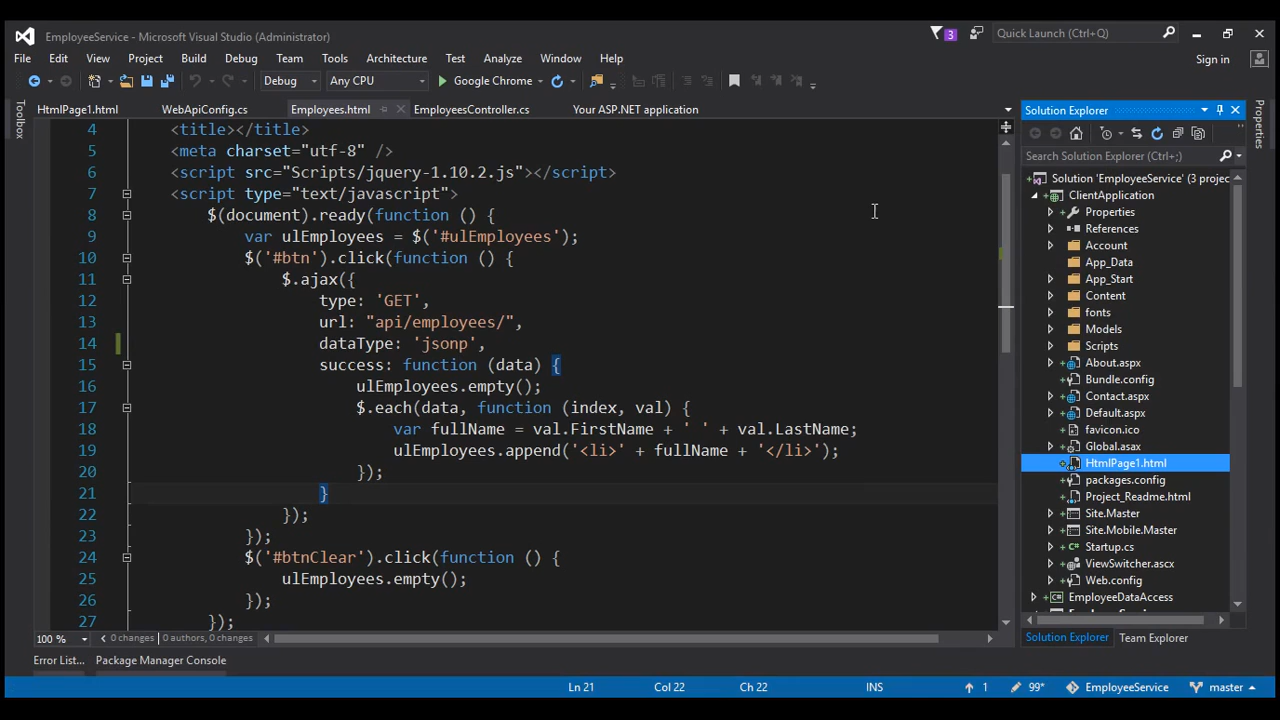 EmployeeService - Microsoft Visual Studio (Administrator)
3
Quick Launch (Ctrl+Q)
File Edit View Project Build Debug Team Tools Architecture Test Analyze Window Help
Sign in
Debug Any CPU Google Chrome
HtmlPage1.html WebApiConfig.cs Employees.html EmployeesController.cs Your ASP.NET application
Toolbox
4 <title></title>
5 <meta charset="utf-8" />
6 <script src="Scripts/jquery-1.10.2.js"></script>
7 <script type="text/javascript">
8 $(document).ready(function () {
9 var ulEmployees = $('#ulEmployees');
10 $('#btn').click(function () {
11 $.ajax({
12 type: 'GET',
13 url: "api/employees/",
14 dataType: 'jsonp',
15 success: function (data) {
16 ulEmployees.empty();
17 $.each(data, function (index, val) {
18 var fullName = val.FirstName + ' ' + val.LastName;
19 ulEmployees.append('<li>' + fullName + '</li>');
20 });
21 }
22 });
23 });
24 $('#btnClear').click(function () {
25 ulEmployees.empty();
26 });
27 });
100 % 0 changes | 0 authors, 0 changes
Solution Explorer
Search Solution Explorer (Ctrl+;)
Solution 'EmployeeService' (3 projec
ClientApplication
Properties
References
Account
App_Data
App_Start
Content
fonts
Models
Scripts
About.aspx
Bundle.config
Contact.aspx
Default.aspx
favicon.ico
Global.asax
HtmlPage1.html
packages.config
Project_Readme.html
Site.Master
Site.Mobile.Master
Startup.cs
ViewSwitcher.ascx
Web.config
EmployeeDataAccess
Solution Explorer Team Explorer
Properties
Error List... Package Manager Console
Ln 21 Col 22 Ch 22 INS 1 99* EmployeeService master